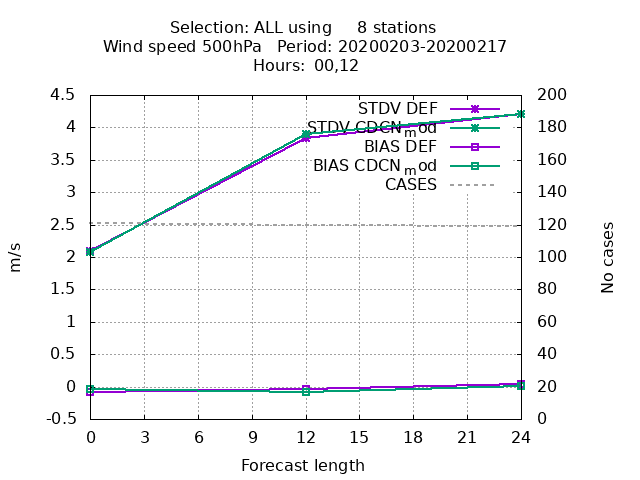 Selection: ALL using     8 stations
Wind speed 500hPa   Period: 20200203-20200217
Hours:  00,12
4.5
4
3.5
3
2.5
2
1.5
1
0.5
0
-0.5
200
180
160
140
120
100
80
60
40
20
0
m/s
No cases
STDV DEF
STDV CDCNmod
BIAS DEF
BIAS CDCNmod
CASES
0 3 6 9 12 15 18 21 24
Forecast length